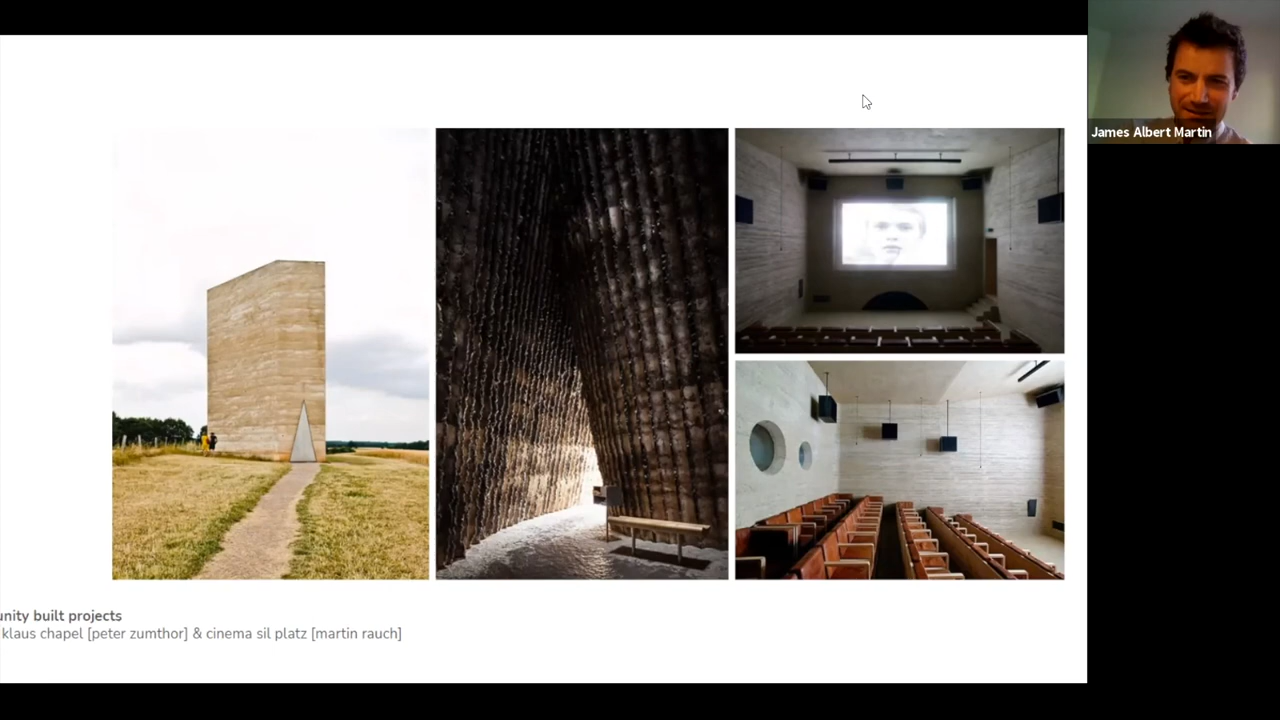 James Albert Martin
unity built projects
klaus chapel [peter zumthor] & cinema sil platz [martin rauch]